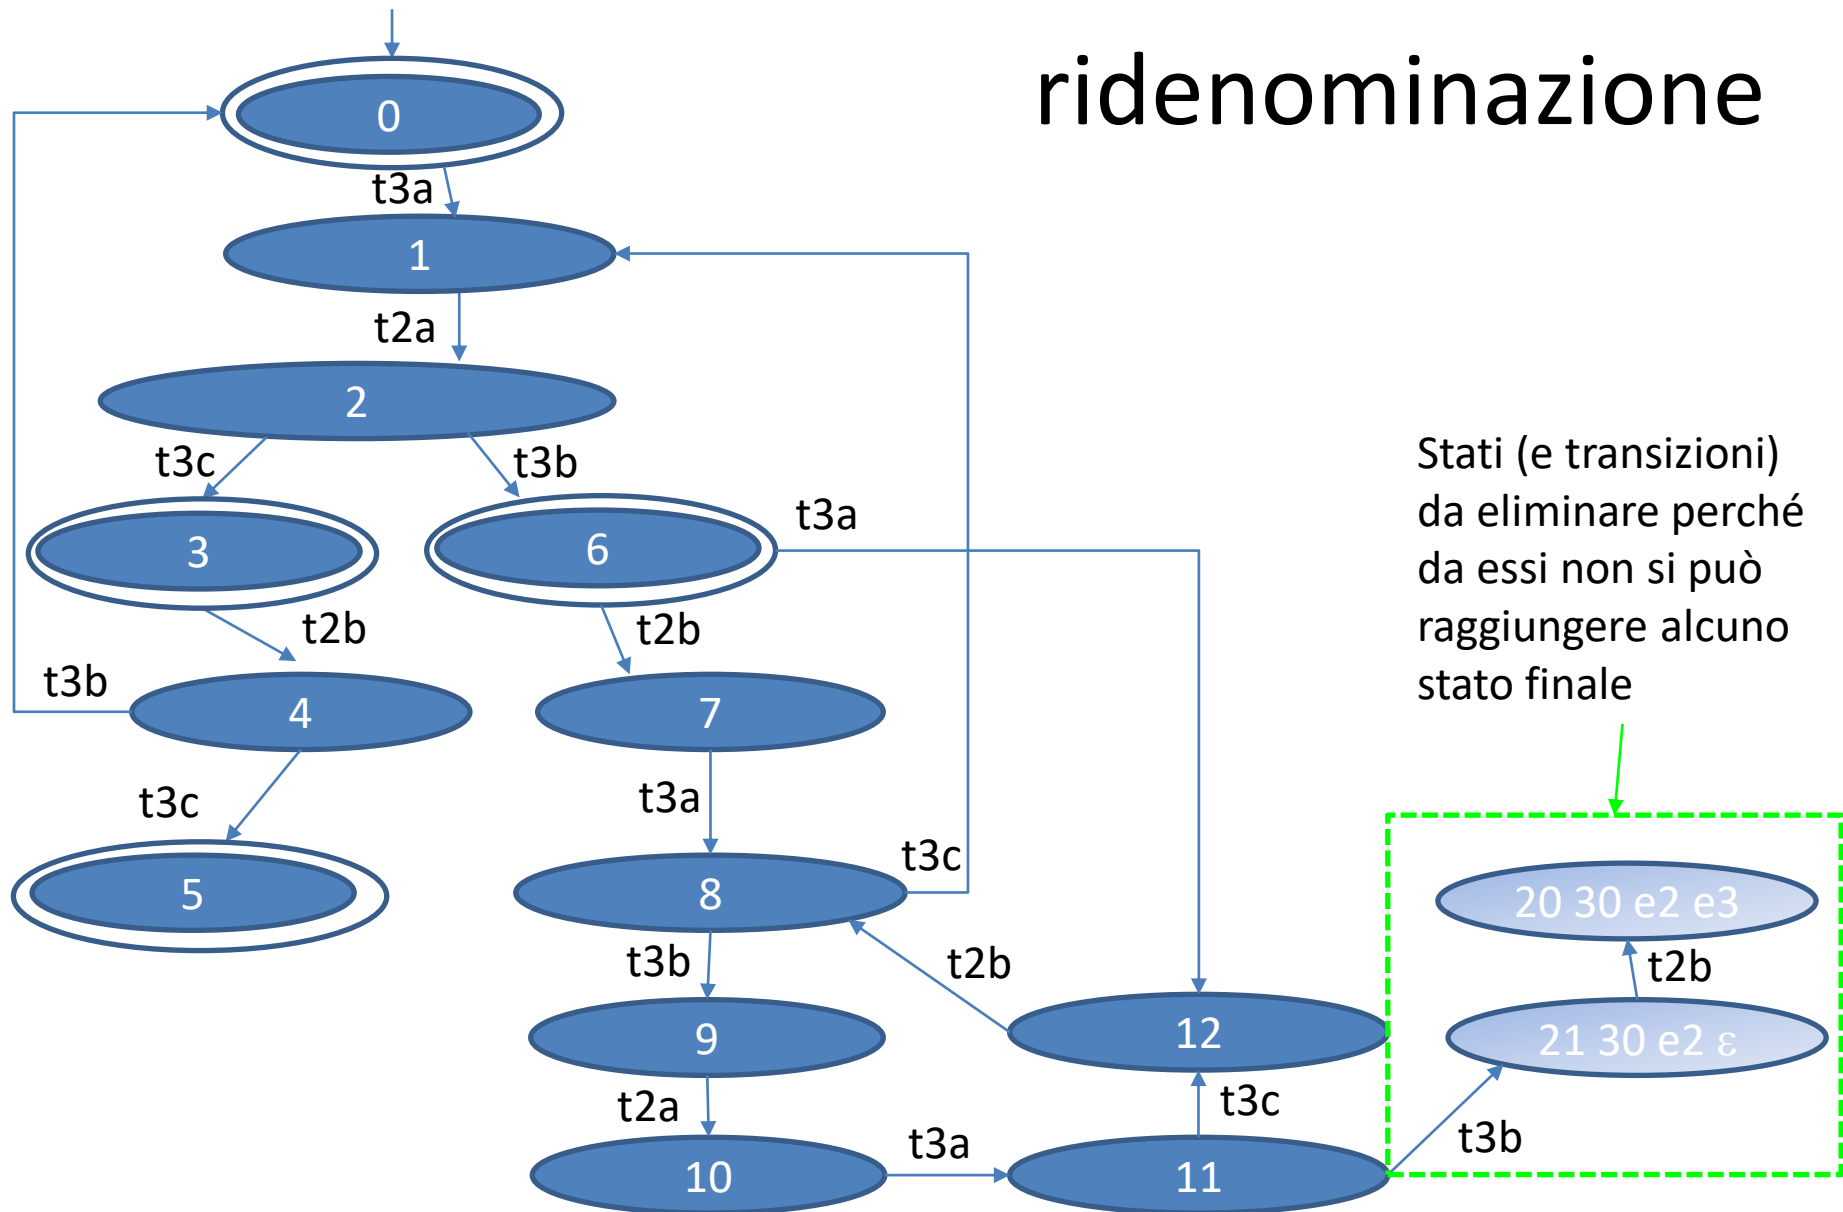 ridenominazione
0
t3a
1
t2a
2
t3c
t3b
3
6
t3a
t2b
t2b
t3b
4
7
t3c
t3a
5
8
t3c
t3b
t2b
9
12
t2a
t3c
10
t3a
11
t3b
Stati (e transizioni)
da eliminare perché
da essi non si può
raggiungere alcuno
stato finale
20 30 e2 e3
t2b
21 30 e2 ε